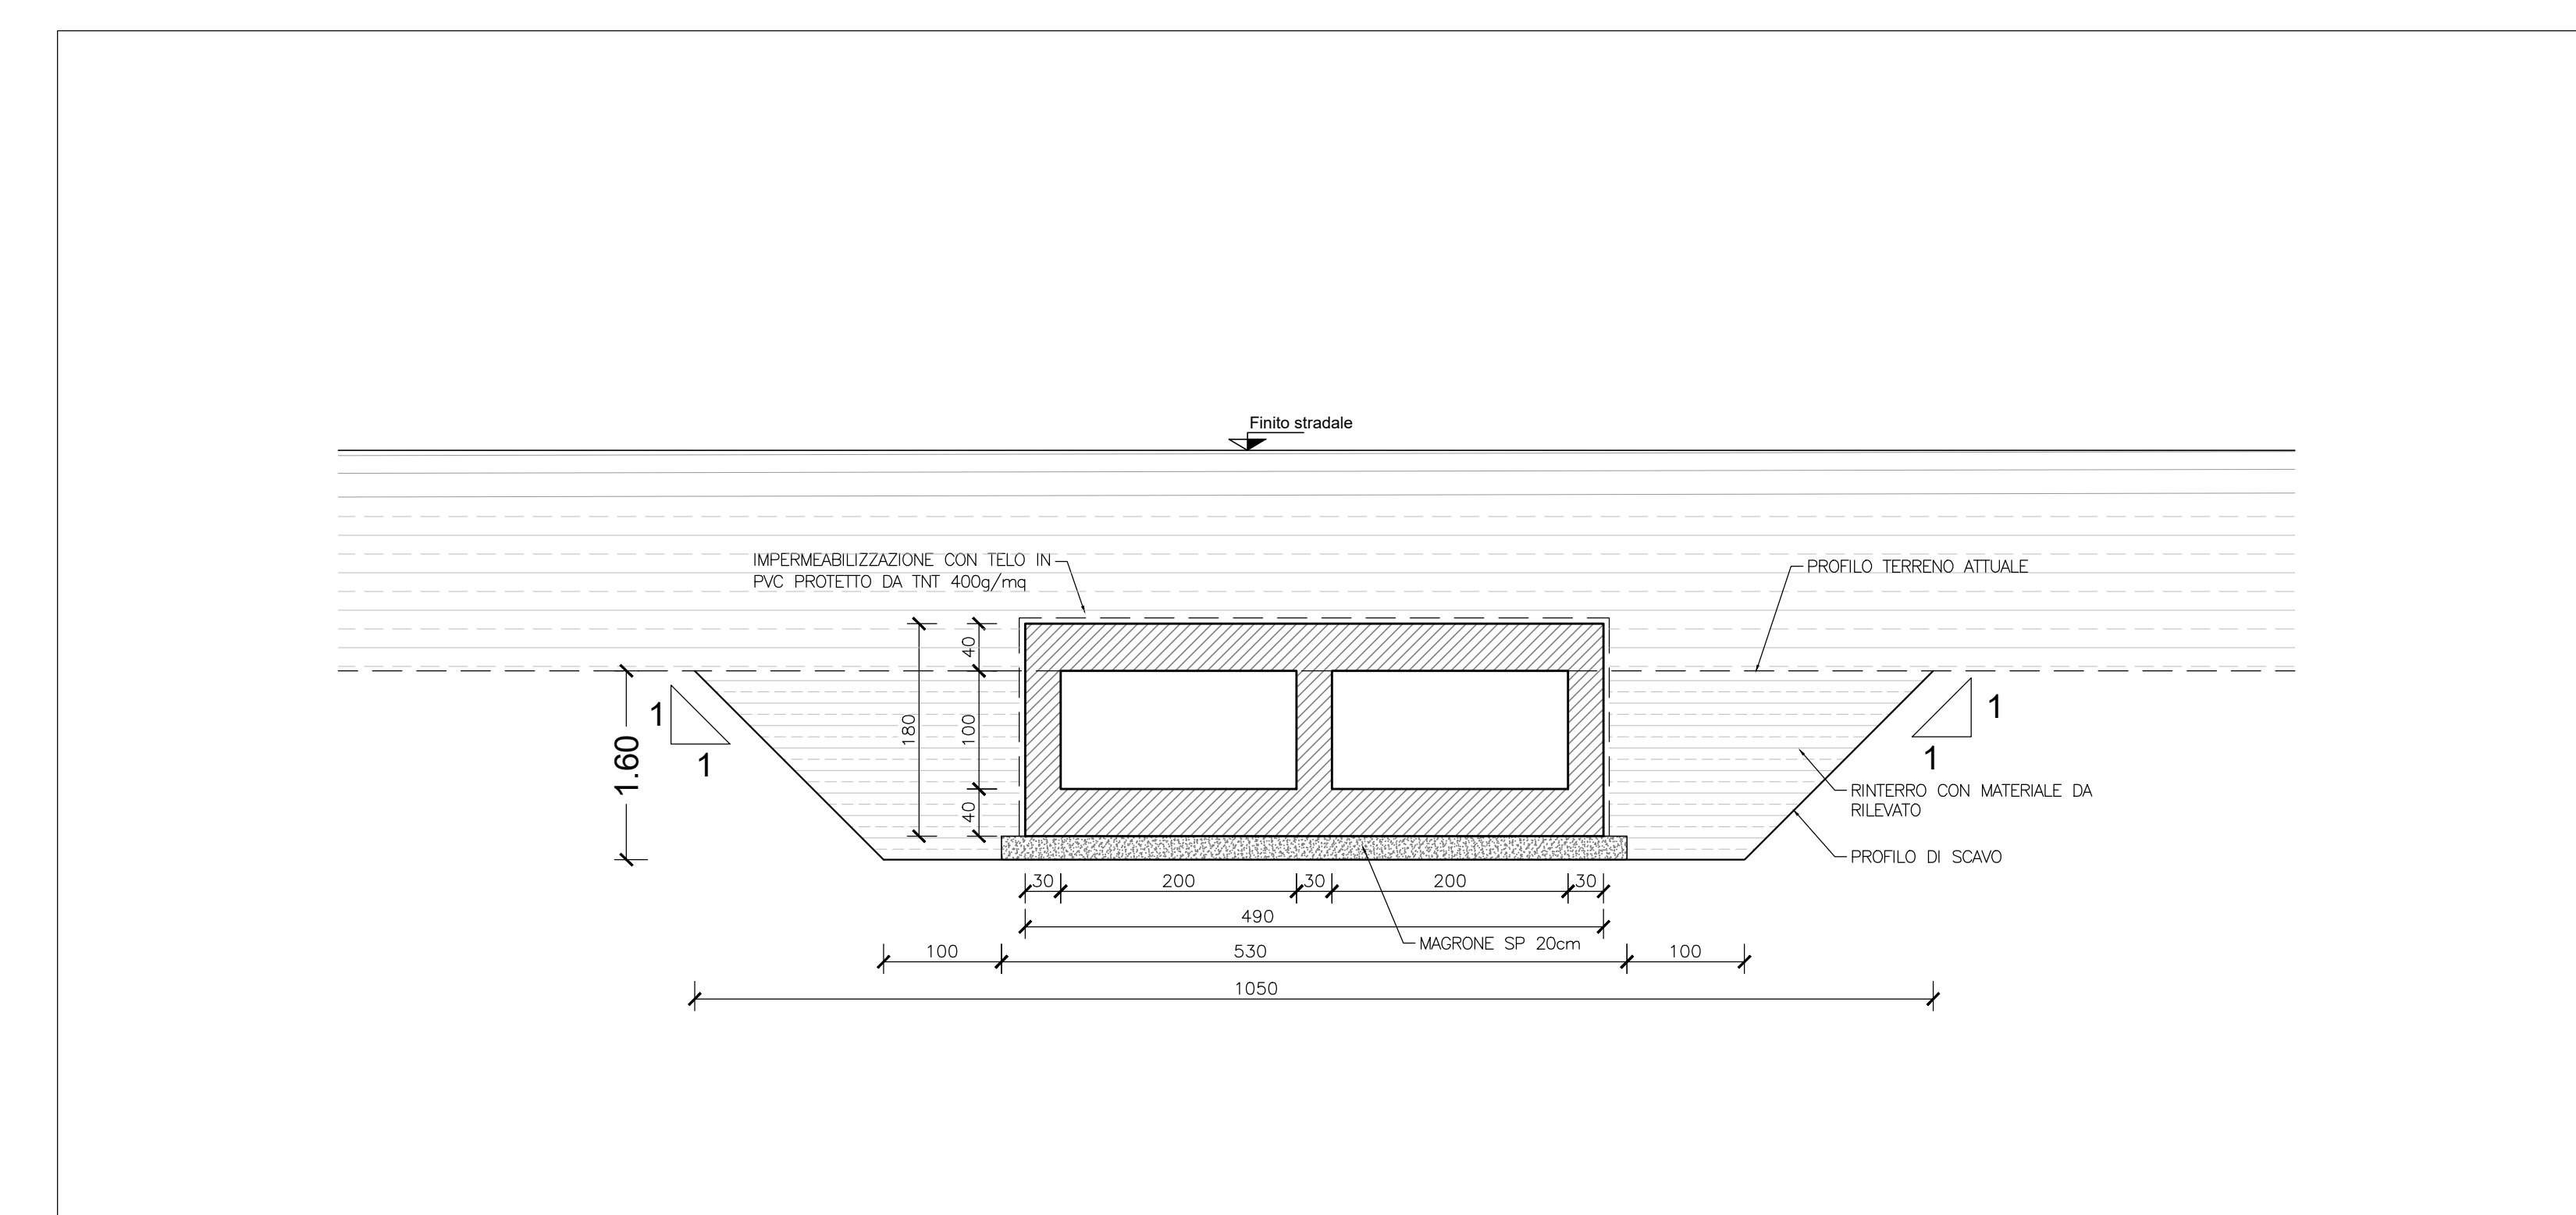 Finito stradale
IMPERMEABILIZZAZIONE CON TELO IN
PVC PROTETTO DA TNT 400g/mq
PROFILO TERRENO ATTUALE
40
1
1
1.60
180
100
1
1
RINTERRO CON MATERIALE DA
RILEVATO
40
PROFILO DI SCAVO
30
200
30
200
30
490
MAGRONE SP 20cm
100
530
100
1050